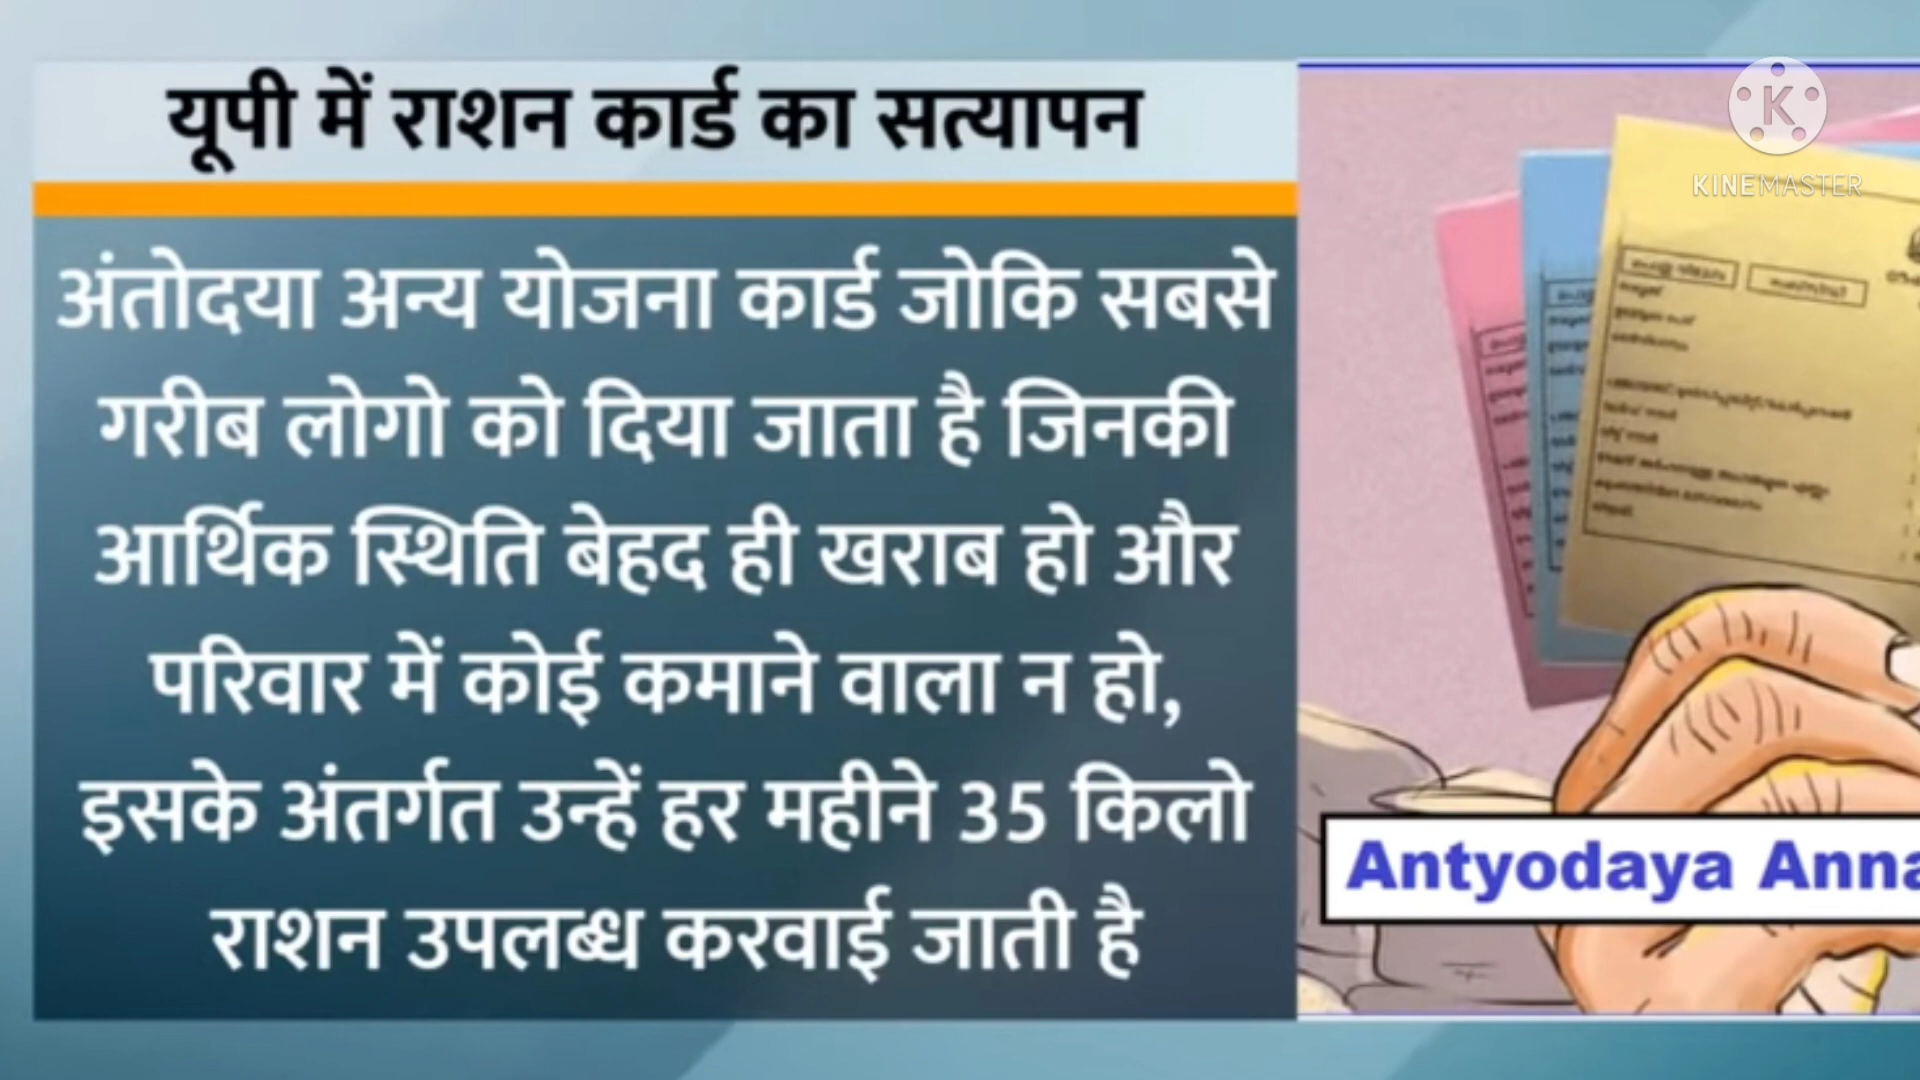 यूपी में राशन कार्ड का सत्यापन
अंतोदया अन्य योजना कार्ड जोकि सबसे
गरीब लोगो को दिया जाता है जिनकी
आर्थिक स्थिति बेहद ही खराब हो और
परिवार में कोई कमाने वाला न हो,
इसके अंतर्गत उन्हें हर महीने 35 किलो
राशन उपलब्ध करवाई जाती है
K
KINEMASTER
Antyodaya Anna